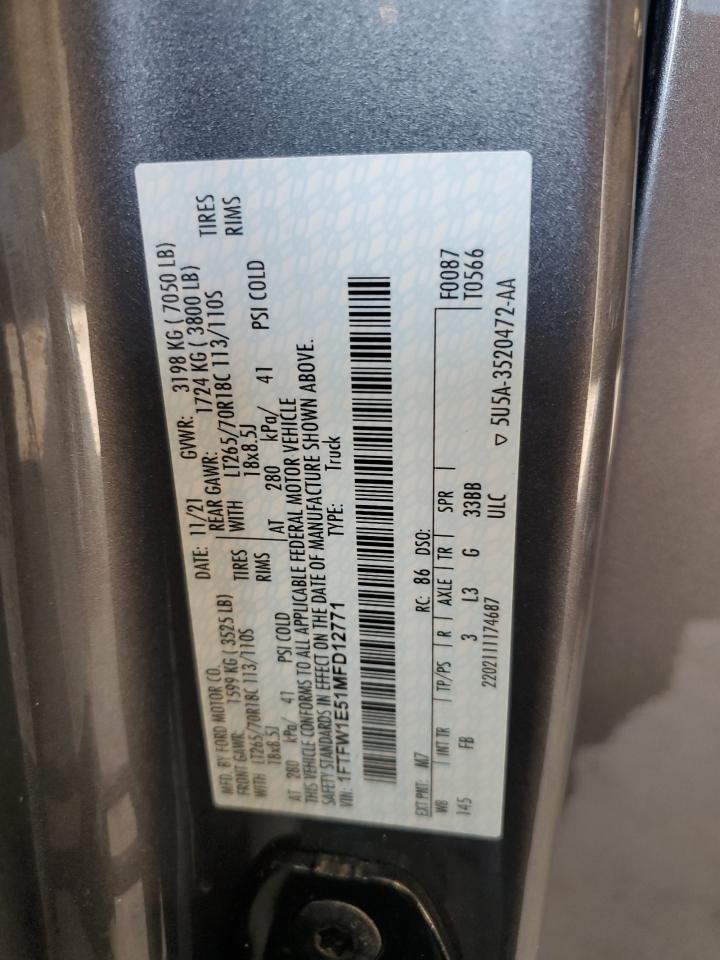 MFD. BY FORD MOTOR CO. DATE: 11/21 GVWR: 3198 KG ( 7050 LB)
FRONT GAWR: 1599 KG ( 3525 LB) REAR GAWR: 1724 KG ( 3800 LB)
WITH LT265/70R18C 113/110S TIRES WITH LT265/70R18C 113/110S TIRES
18x8.5J RIMS 18x8.5J RIMS
AT 280 kPa/ 41 PSI COLD AT 280 kPa/ 41 PSI COLD
THIS VEHICLE CONFORMS TO ALL APPLICABLE FEDERAL MOTOR VEHICLE
SAFETY STANDARDS IN EFFECT ON THE DATE OF MANUFACTURE SHOWN ABOVE.
VIN: 1FTFW1E51MFD12771 TYPE: Truck
EXT PNT: M7 RC: 86 DSO: F0087
WB INT TR TP/PS R AXLE TR SPR T0566
145 FB 3 L3 G 33BB
2202111174687 ULC ▽ 5U5A-3520472-AA